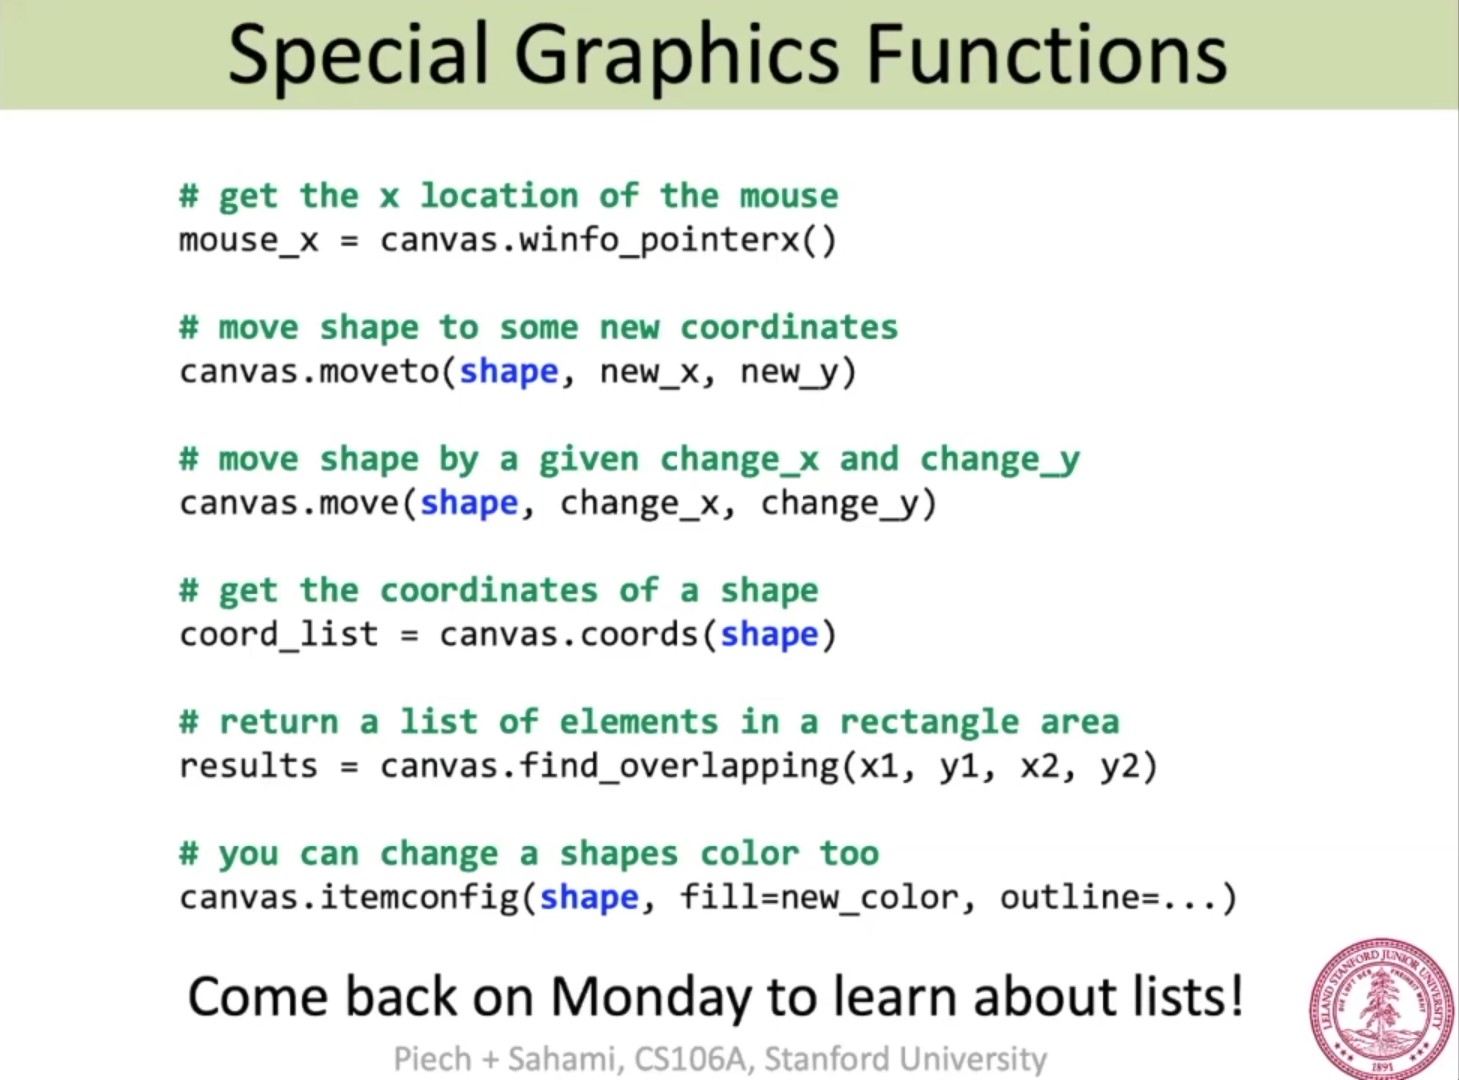 Special Graphics Functions
# get the x location of the mouse
mouse_x = canvas.winfo_pointerx()
# move shape to some new coordinates
canvas.moveto(shape, new_x, new_y)
# move shape by a given change_x and change_y
canvas.move(shape, change_x, change_y)
# get the coordinates of a shape
coord_list = canvas.coords(shape)
# return a list of elements in a rectangle area
results = canvas.find_overlapping(x1, y1, x2, y2)
# you can change a shapes color too
canvas.itemconfig(shape, fill=new_color, outline=...)
Come back on Monday to learn about lists!
Piech + Sahami, CS106A, Stanford University
LELAND STANFORD JUNIOR UNIVERSITY
1891